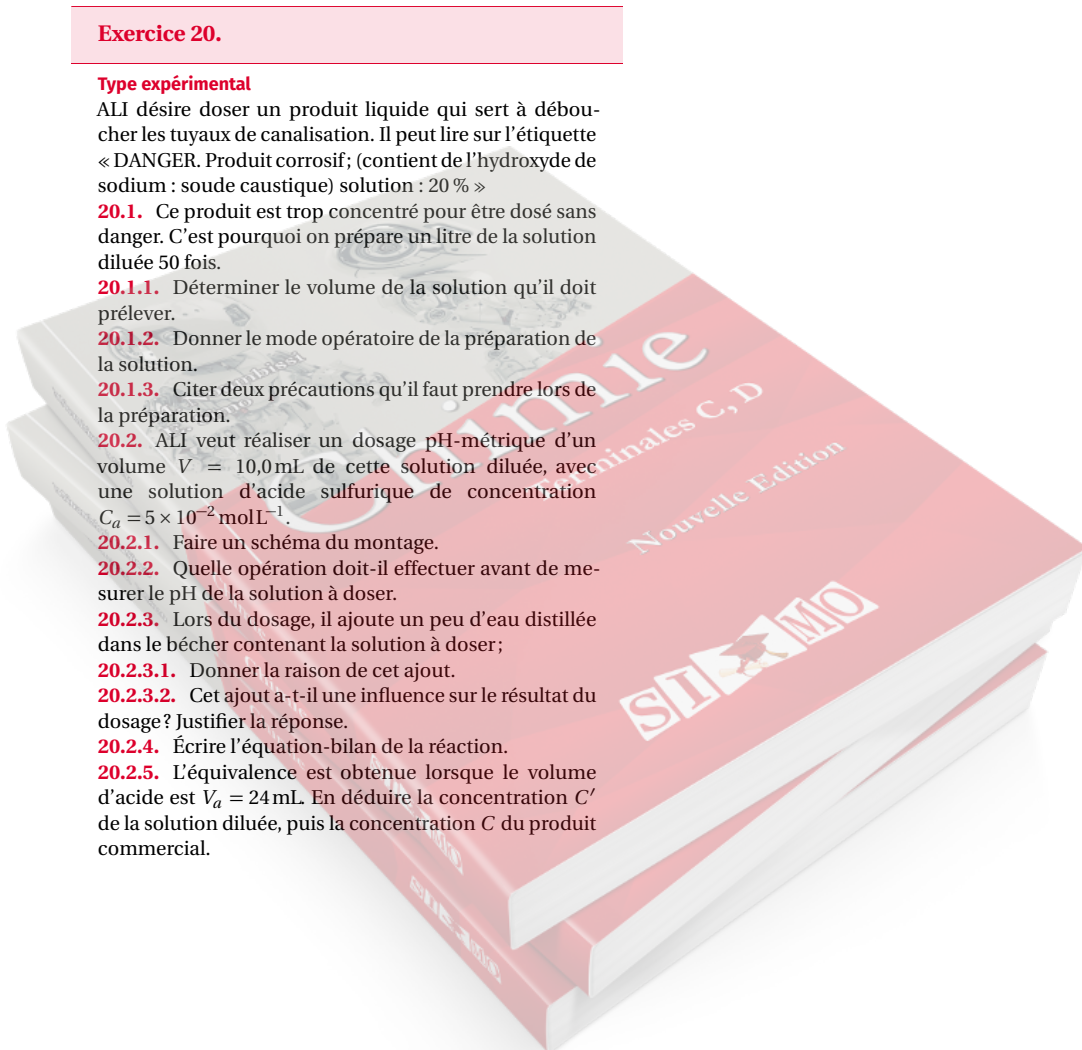 Exercice 20.
Type expérimental
ALI désire doser un produit liquide qui sert à débou-
cher les tuyaux de canalisation. Il peut lire sur l'étiquette
« DANGER. Produit corrosif; (contient de l'hydroxyde de
sodium : soude caustique) solution : 20 % »
20.1. Ce produit est trop concentré pour être dosé sans
danger. C'est pourquoi on prépare un litre de la solution
diluée 50 fois.
20.1.1. Déterminer le volume de la solution qu'il doit
prélever.
20.1.2. Donner le mode opératoire de la préparation de
la solution.
20.1.3. Citer deux précautions qu'il faut prendre lors de
la préparation.
20.2. ALI veut réaliser un dosage pH-métrique d'un
volume V = 10,0 mL de cette solution diluée, avec
une solution d'acide sulfurique de concentration
Cₐ = 5 × 10⁻² mol L⁻¹.
20.2.1. Faire un schéma du montage.
20.2.2. Quelle opération doit-il effectuer avant de me-
surer le pH de la solution à doser.
20.2.3. Lors du dosage, il ajoute un peu d'eau distillée
dans le bécher contenant la solution à doser;
20.2.3.1. Donner la raison de cet ajout.
20.2.3.2. Cet ajout a-t-il une influence sur le résultat du
dosage? Justifier la réponse.
20.2.4. Écrire l'équation-bilan de la réaction.
20.2.5. L'équivalence est obtenue lorsque le volume
d'acide est Vₐ = 24 mL. En déduire la concentration C′
de la solution diluée, puis la concentration C du produit
commercial.
Chimie
Terminales C, D
Nouvelle Edition
SI MO